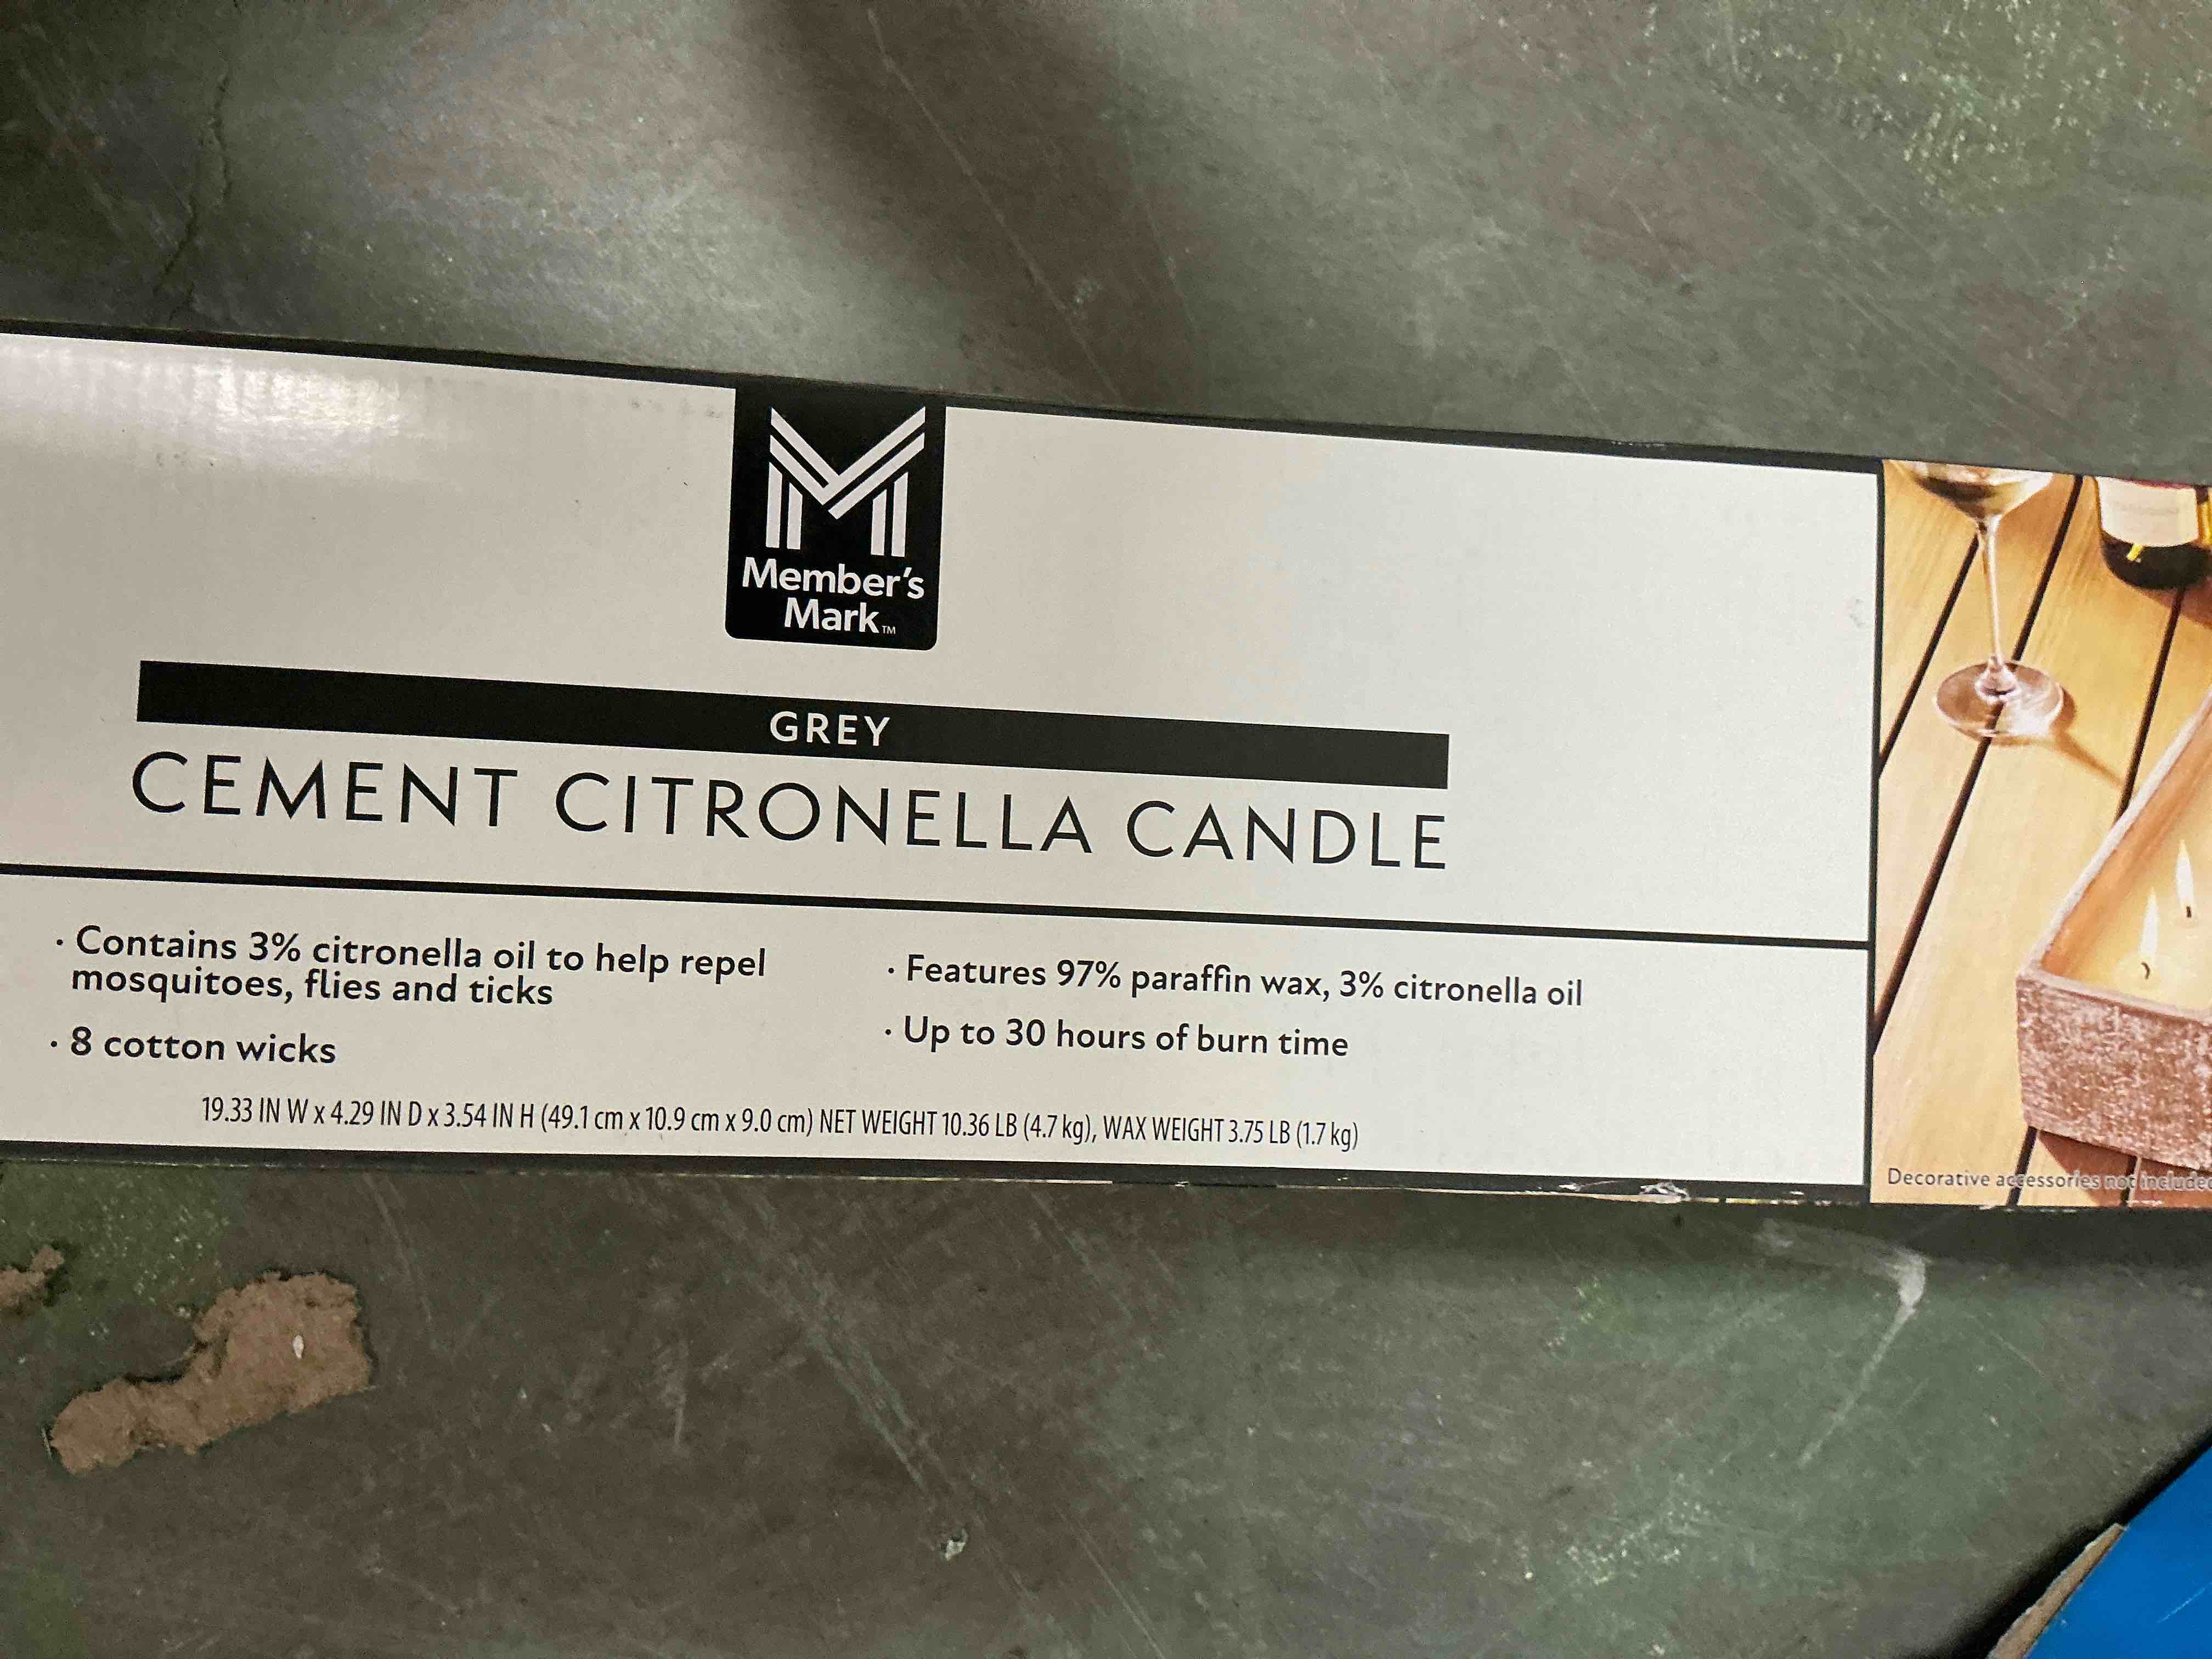 Member's
Mark™
GREY
CEMENT CITRONELLA CANDLE
· Contains 3% citronella oil to help repel
mosquitoes, flies and ticks
· 8 cotton wicks
· Features 97% paraffin wax, 3% citronella oil
· Up to 30 hours of burn time
19.33 IN W x 4.29 IN D x 3.54 IN H (49.1 cm x 10.9 cm x 9.0 cm) NET WEIGHT 10.36 LB (4.7 kg), WAX WEIGHT 3.75 LB (1.7 kg)
Decorative accessories not included